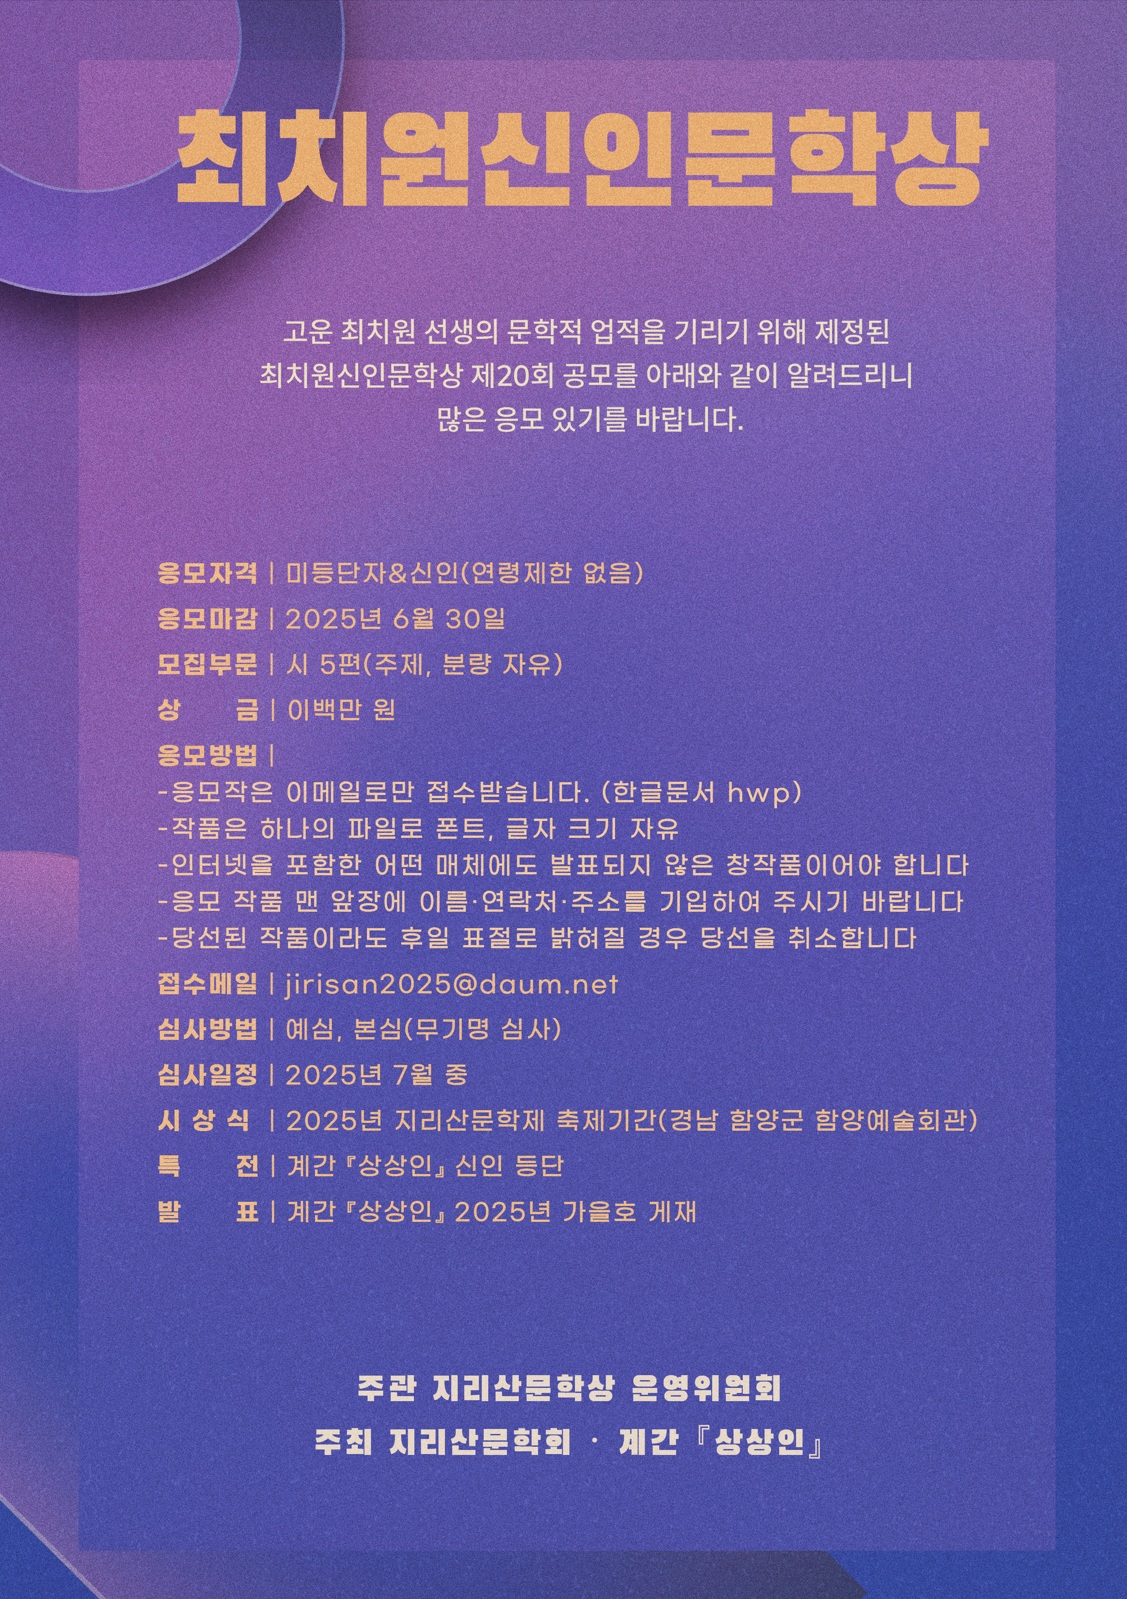 최치원신인문학상
고운 최치원 선생의 문학적 업적을 기리기 위해 제정된
최치원신인문학상 제20회 공모를 아래와 같이 알려드리니
많은 응모 있기를 바랍니다.
응모자격 | 미등단자&신인(연령제한 없음)
응모마감 | 2025년 6월 30일
모집부문 | 시 5편(주제, 분량 자유)
상 금 | 이백만 원
응모방법 |
-응모작은 이메일로만 접수받습니다. (한글문서 hwp)
-작품은 하나의 파일로 폰트, 글자 크기 자유
-인터넷을 포함한 어떤 매체에도 발표되지 않은 창작품이어야 합니다
-응모 작품 맨 앞장에 이름·연락처·주소를 기입하여 주시기 바랍니다
-당선된 작품이라도 후일 표절로 밝혀질 경우 당선을 취소합니다
접수메일 | jirisan2025@daum.net
심사방법 | 예심, 본심(무기명 심사)
심사일정 | 2025년 7월 중
시 상 식 | 2025년 지리산문학제 축제기간(경남 함양군 함양예술회관)
특 전 | 계간 『상상인』 신인 등단
발 표 | 계간 『상상인』 2025년 가을호 게재
주관 지리산문학상 운영위원회
주최 지리산문학회 · 계간 『상상인』